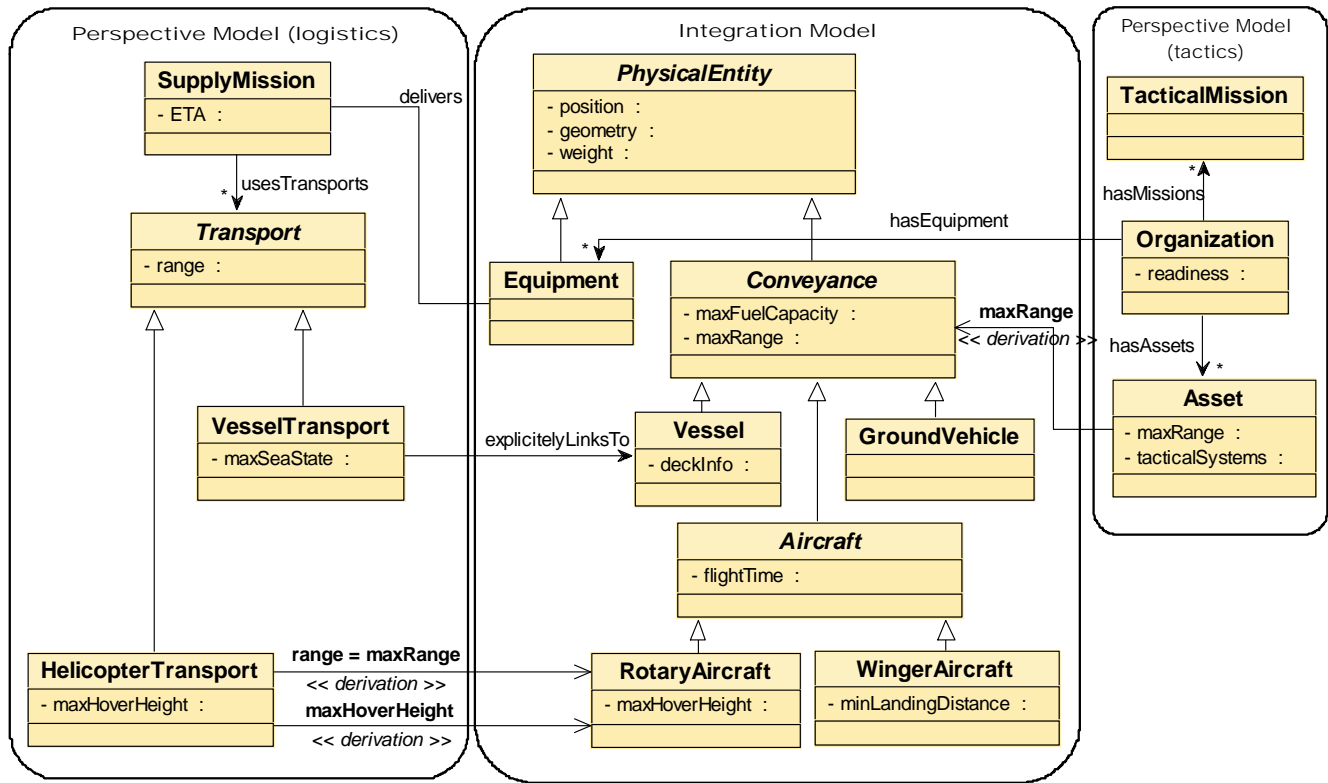 Perspective Model (logistics)
SupplyMission
- ETA :
delivers
usesTransports
*
Transport
- range :
VesselTransport
- maxSeaState :
explicitelyLinksTo
HelicopterTransport
- maxHoverHeight :
range = maxRange
<< derivation >>
maxHoverHeight
<< derivation >>
Integration Model
PhysicalEntity
- position :
- geometry :
- weight :
hasEquipment
*
Equipment
Conveyance
- maxFuelCapacity :
- maxRange :
maxRange
<< derivation >>
Vessel
- deckInfo :
GroundVehicle
Aircraft
- flightTime :
RotaryAircraft
- maxHoverHeight :
WingerAircraft
- minLandingDistance :
Perspective Model
(tactics)
TacticalMission
*
hasMissions
Organization
- readiness :
hasAssets
*
Asset
- maxRange :
- tacticalSystems :